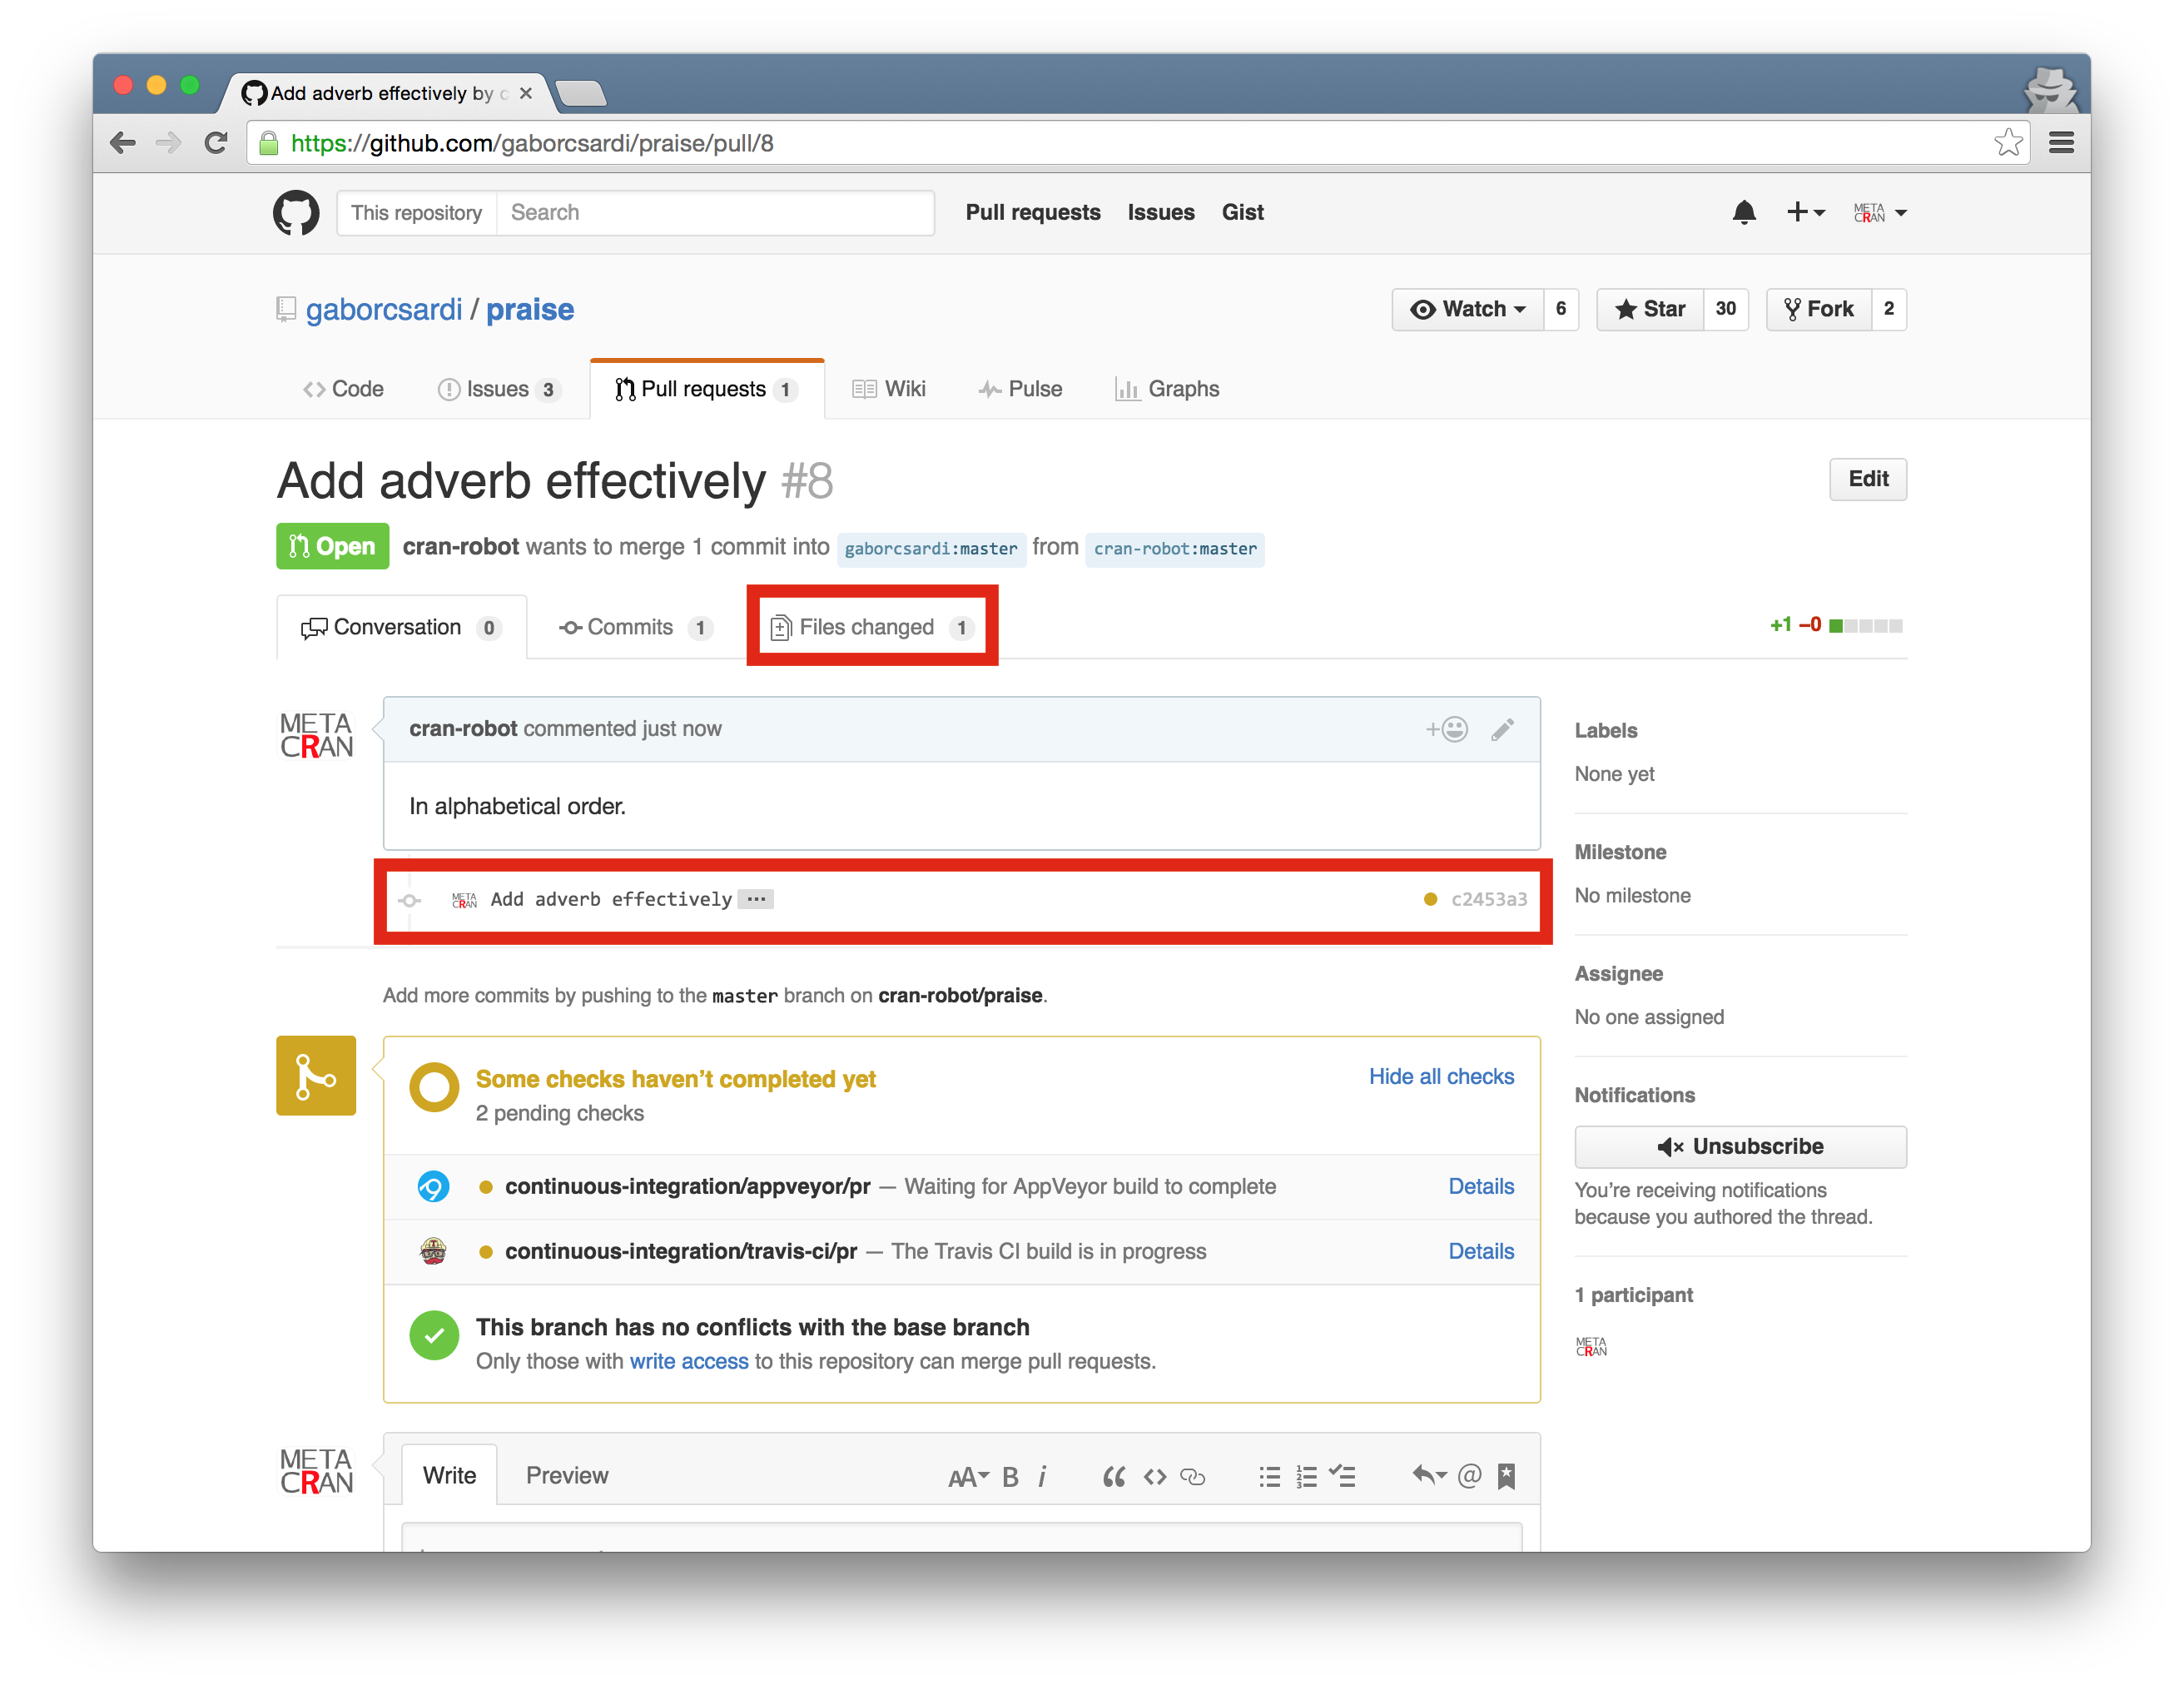 Add adverb effectively by c
https://github.com/gaborcsardi/praise/pull/8
This repository Search Pull requests Issues Gist META CRAN
gaborcsardi / praise Watch 6 Star 30 Fork 2
Code Issues 3 Pull requests 1 Wiki Pulse Graphs
Add adverb effectively #8 Edit
Open cran-robot wants to merge 1 commit into gaborcsardi:master from cran-robot:master
Conversation 0 Commits 1 Files changed 1 +1 −0
META CRAN
cran-robot commented just now
In alphabetical order.
META CRAN Add adverb effectively ... c2453a3
Add more commits by pushing to the master branch on cran-robot/praise.
Some checks haven’t completed yet Hide all checks
2 pending checks
continuous-integration/appveyor/pr — Waiting for AppVeyor build to complete Details
continuous-integration/travis-ci/pr — The Travis CI build is in progress Details
This branch has no conflicts with the base branch
Only those with write access to this repository can merge pull requests.
META CRAN
Write Preview AA B i
Labels
None yet
Milestone
No milestone
Assignee
No one assigned
Notifications
Unsubscribe
You’re receiving notifications
because you authored the thread.
1 participant
META CRAN